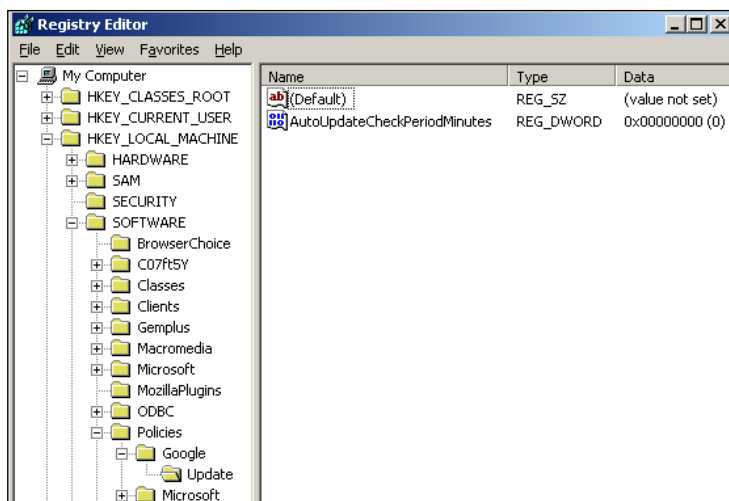 Registry Editor
File Edit View Favorites Help
My Computer
HKEY_CLASSES_ROOT
HKEY_CURRENT_USER
HKEY_LOCAL_MACHINE
HARDWARE
SAM
SECURITY
SOFTWARE
BrowserChoice
C07ft5Y
Classes
Clients
Gemplus
Macromedia
Microsoft
MozillaPlugins
ODBC
Policies
Google
Update
Microsoft
Name Type Data
(Default) REG_SZ (value not set)
AutoUpdateCheckPeriodMinutes REG_DWORD 0x00000000 (0)